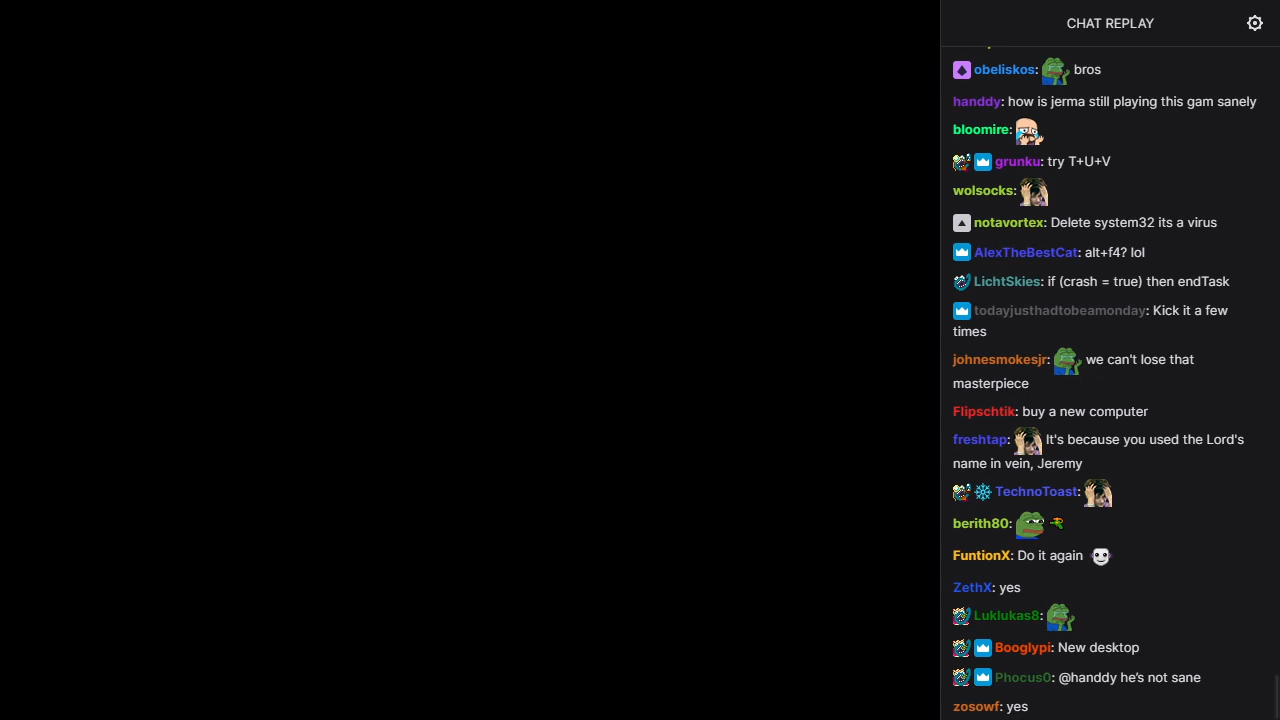 CHAT REPLAY
obeliskos: bros
handdy: how is jerma still playing this gam sanely
bloomire:
grunku: try T+U+V
wolsocks:
notavortex: Delete system32 its a virus
AlexTheBestCat: alt+f4? lol
LichtSkies: if (crash = true) then endTask
todayjusthadtobeamonday: Kick it a few
times
johnesmokesjr: we can't lose that
masterpiece
Flipschtik: buy a new computer
freshtap: It's because you used the Lord's
name in vein, Jeremy
TechnoToast:
berith80:
FuntionX: Do it again
ZethX: yes
Luklukas8:
Booglypi: New desktop
Phocus0: @handdy he's not sane
zosowf: yes